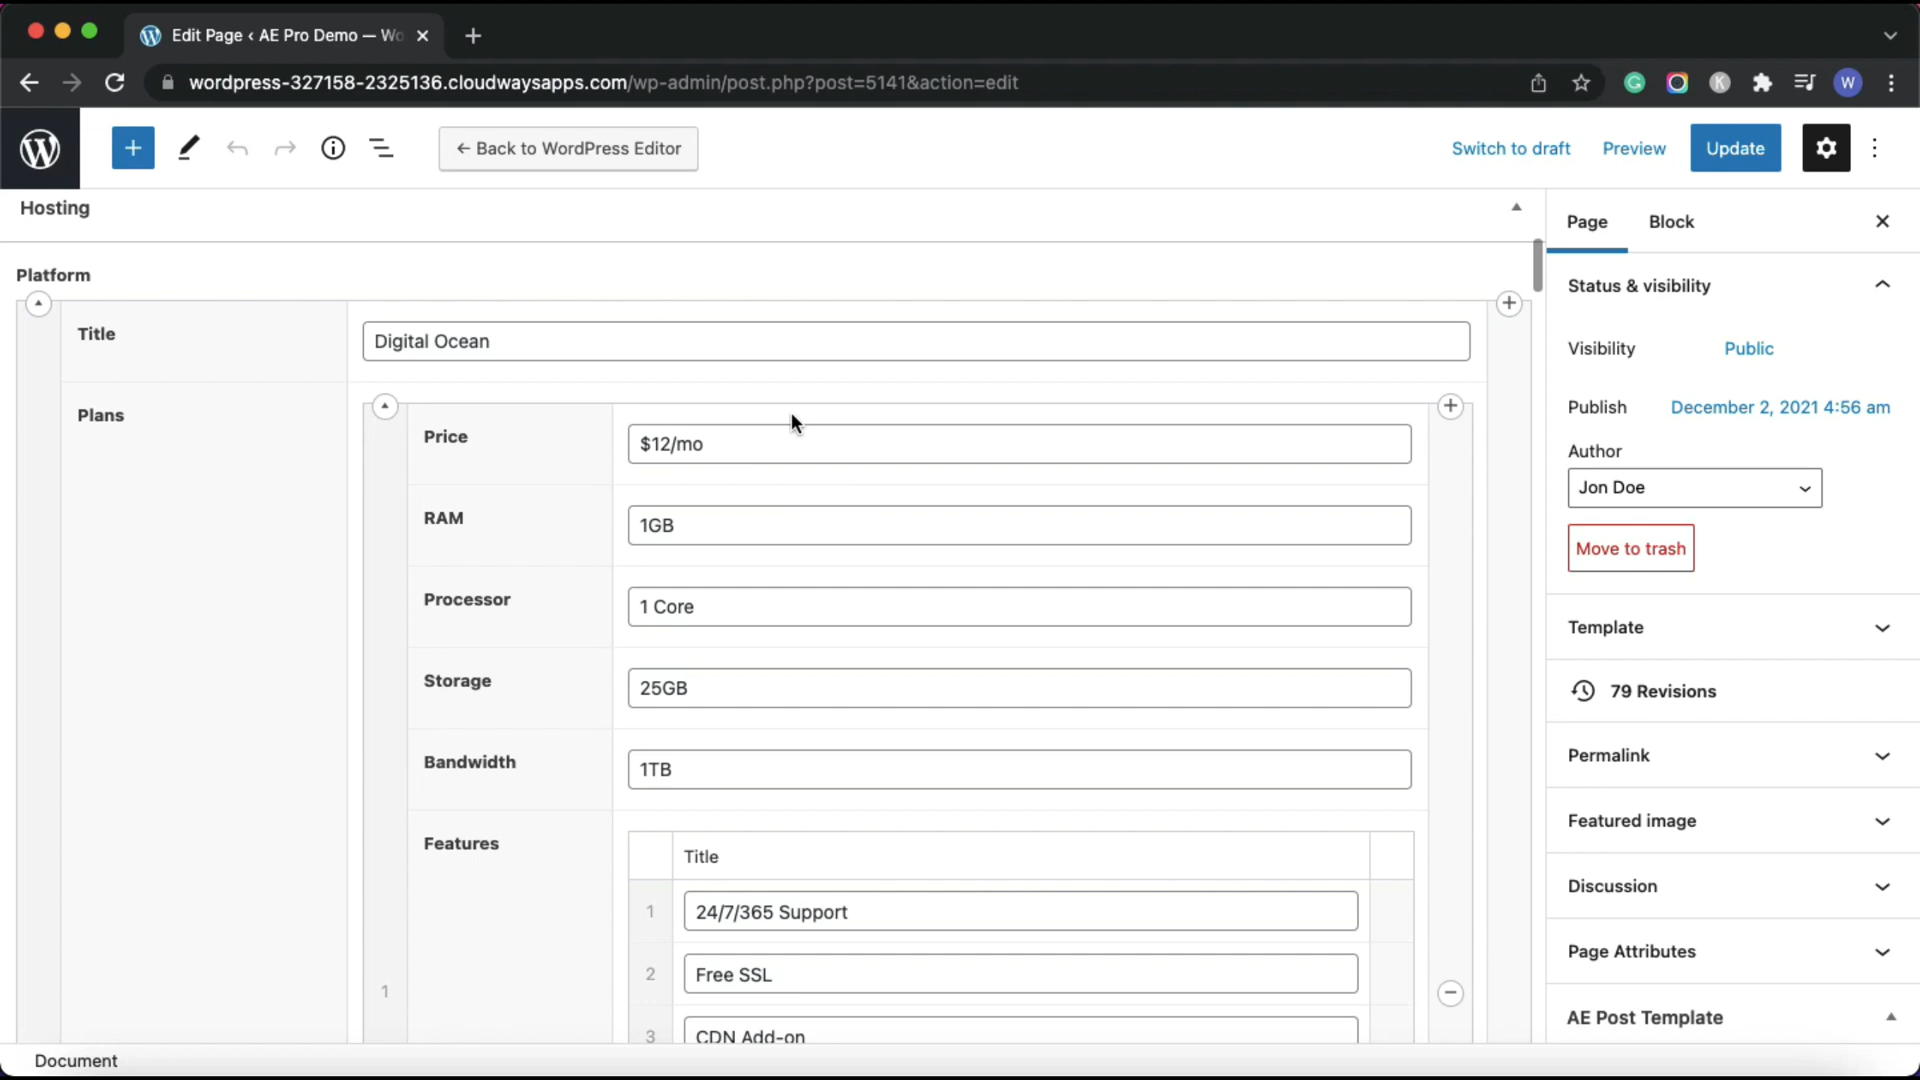 Edit Page ‹ AE Pro Demo — Wo
wordpress-327158-2325136.cloudwaysapps.com/wp-admin/post.php?post=5141&action=edit
W
← Back to WordPress Editor
Switch to draft
Preview
Update
Hosting
Platform
Title
Digital Ocean
Plans
Price
$12/mo
RAM
1GB
Processor
1 Core
Storage
25GB
Bandwidth
1TB
Features
Title
1
24/7/365 Support
2
Free SSL
1
3
CDN Add-on
Page
Block
Status & visibility
Visibility
Public
Publish
December 2, 2021 4:56 am
Author
Jon Doe
Move to trash
Template
79 Revisions
Permalink
Featured image
Discussion
Page Attributes
AE Post Template
Document